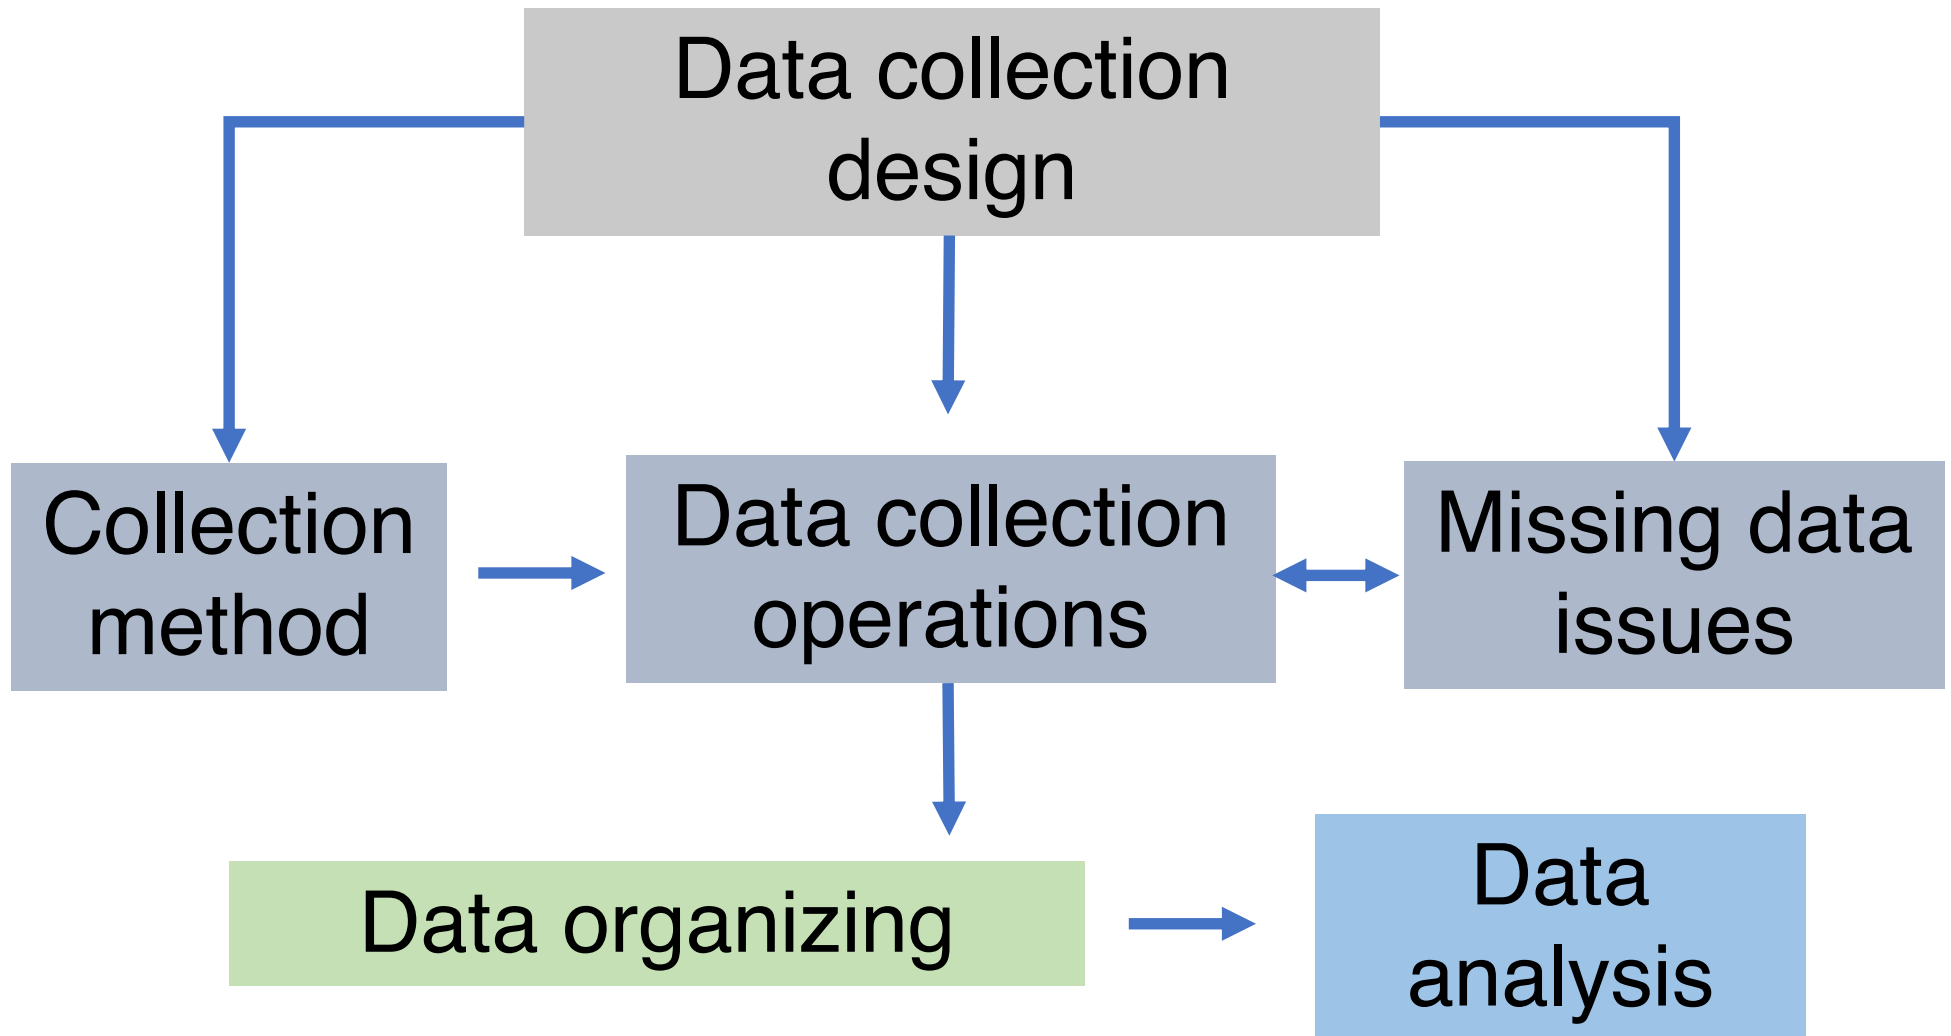 Data collection
design
Collection
method
Data collection
operations
Missing data
issues
Data organizing
Data
analysis